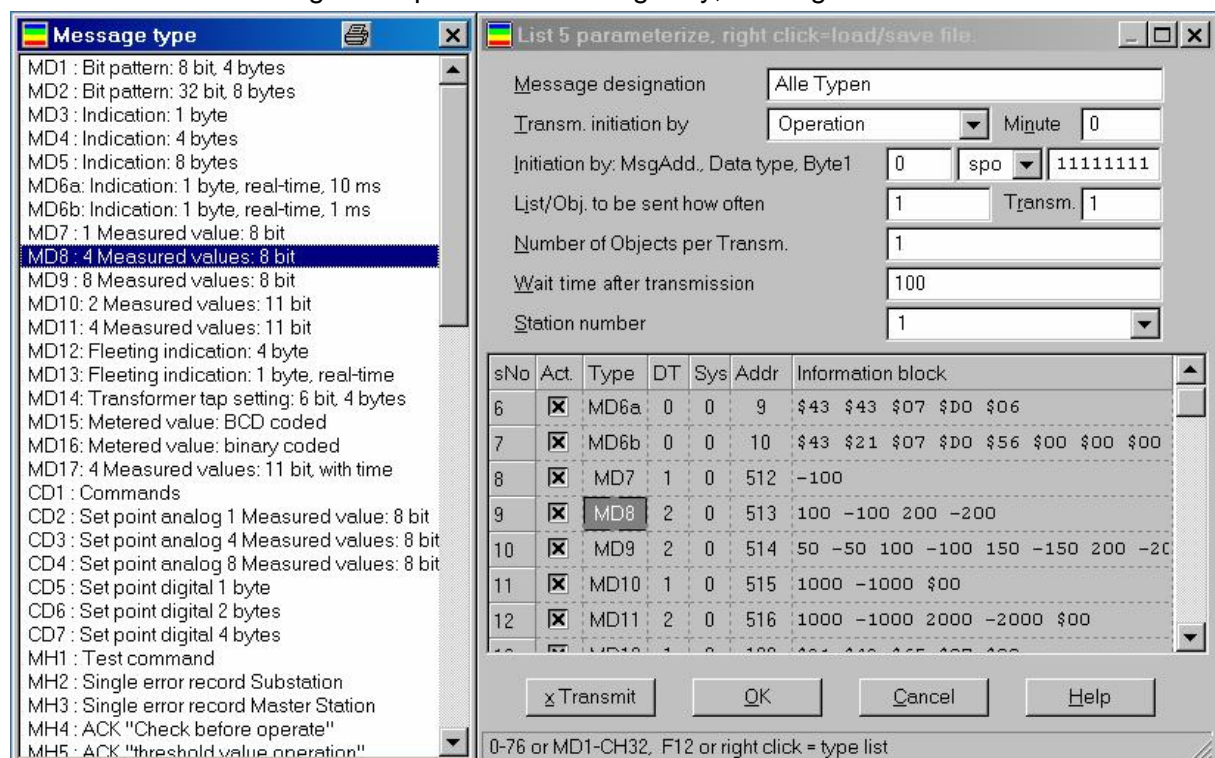 Message type
MD1 : Bit pattern: 8 bit, 4 bytes
MD2 : Bit pattern: 32 bit, 8 bytes
MD3 : Indication: 1 byte
MD4 : Indication: 4 bytes
MD5 : Indication: 8 bytes
MD6a: Indication: 1 byte, real-time, 10 ms
MD6b: Indication: 1 byte, real-time, 1 ms
MD7 : 1 Measured value: 8 bit
MD8 : 4 Measured values: 8 bit
MD9 : 8 Measured values: 8 bit
MD10: 2 Measured values: 11 bit
MD11: 4 Measured values: 11 bit
MD12: Fleeting indication: 4 byte
MD13: Fleeting indication: 1 byte, real-time
MD14: Transformer tap setting: 6 bit, 4 bytes
MD15: Metered value: BCD coded
MD16: Metered value: binary coded
MD17: 4 Measured values: 11 bit, with time
CD1 : Commands
CD2 : Set point analog 1 Measured value: 8 bit
CD3 : Set point analog 4 Measured values: 8 bit
CD4 : Set point analog 8 Measured values: 8 bit
CD5 : Set point digital 1 byte
CD6 : Set point digital 2 bytes
CD7 : Set point digital 4 bytes
MH1 : Test command
MH2 : Single error record Substation
MH3 : Single error record Master Station
MH4 : ACK "Check before operate"
MH5 : ACK "threshold value operation"
List 5 parameterize, right click=load/save file.
Message designation Alle Typen
Transm. initiation by Operation Minute 0
Initiation by: MsgAdd., Data type, Byte1 0 spo 11111111
List/Obj. to be sent how often 1 Transm. 1
Number of Objects per Transm. 1
Wait time after transmission 100
Station number 1
sNo Act. Type DT Sys Addr Information block
6 MD6a 0 0 9 $43 $43 $07 $D0 $06
7 MD6b 0 0 10 $43 $21 $07 $D0 $56 $00 $00 $00
8 MD7 1 0 512 -100
9 MD8 2 0 513 100 -100 200 -200
10 MD9 2 0 514 50 -50 100 -100 150 -150 200 -20
11 MD10 1 0 515 1000 -1000 $00
12 MD11 2 0 516 1000 -1000 2000 -2000 $00
x Transmit OK Cancel Help
0-76 or MD1-CH32, F12 or right click = type list